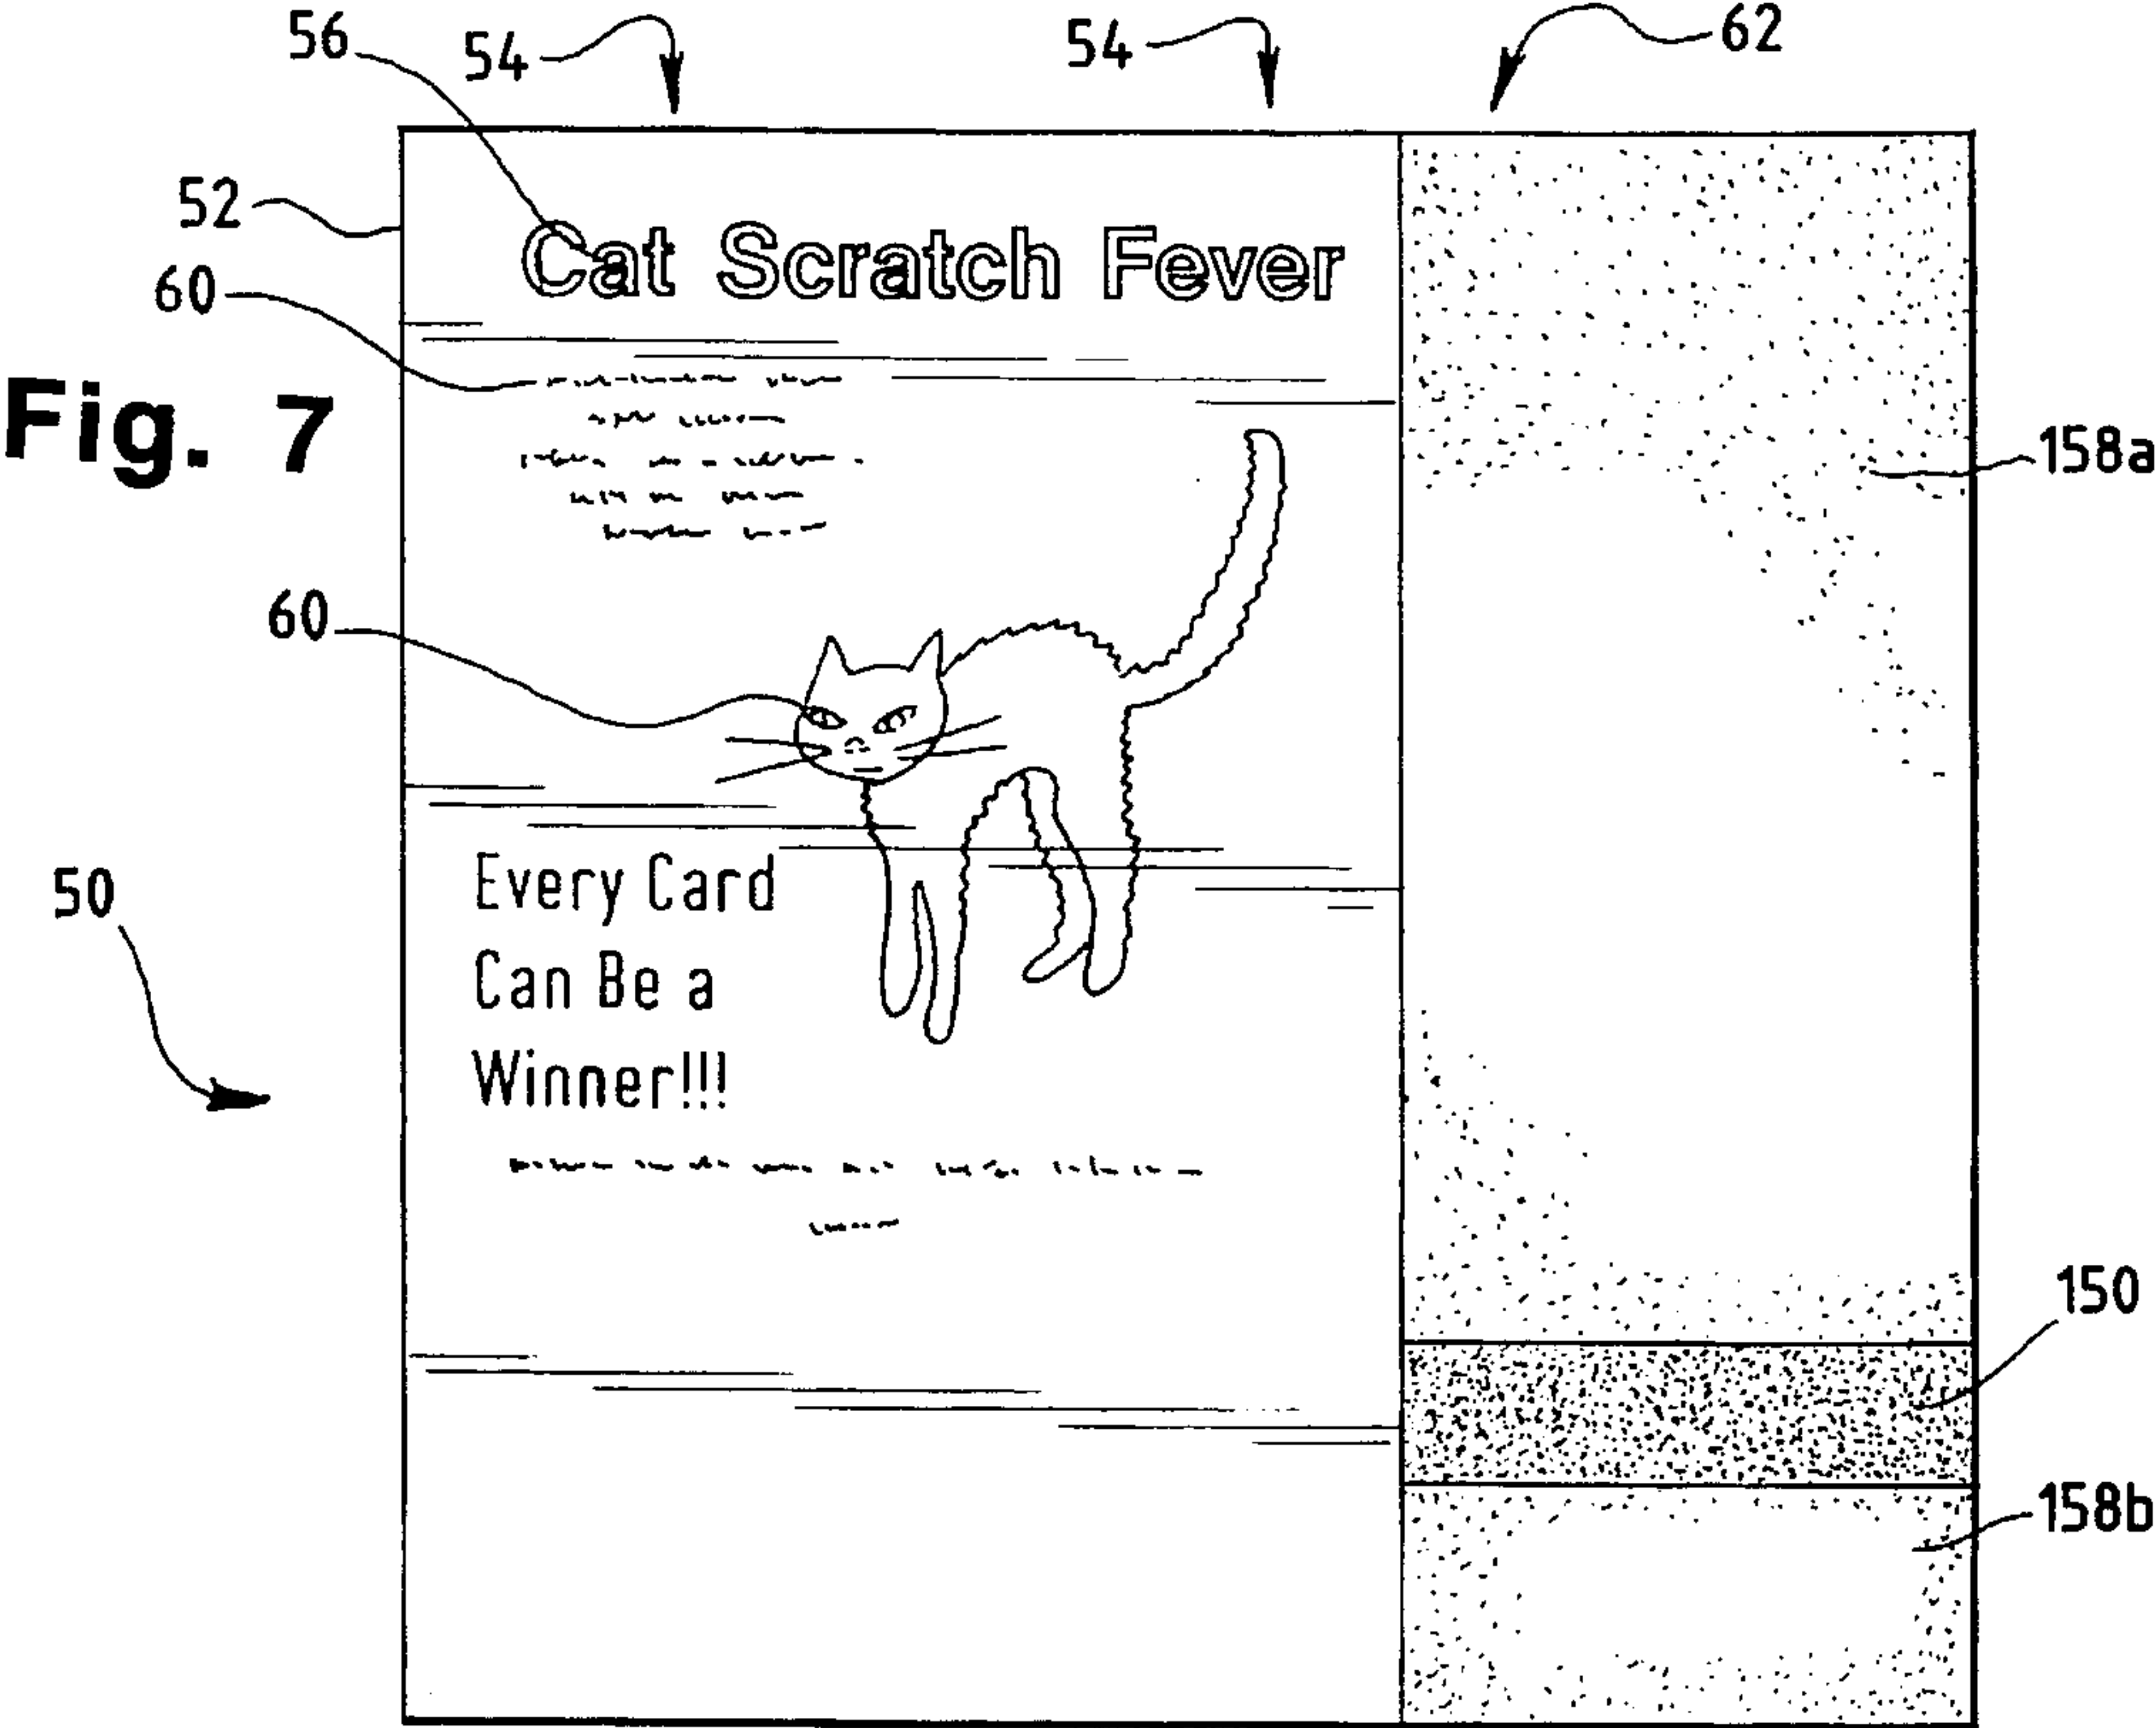 56
54
54
62
52
Cat Scratch Fever
60
Fig. 7
158a
60
50
Every Card
Can Be a
Winner!!!
150
158b